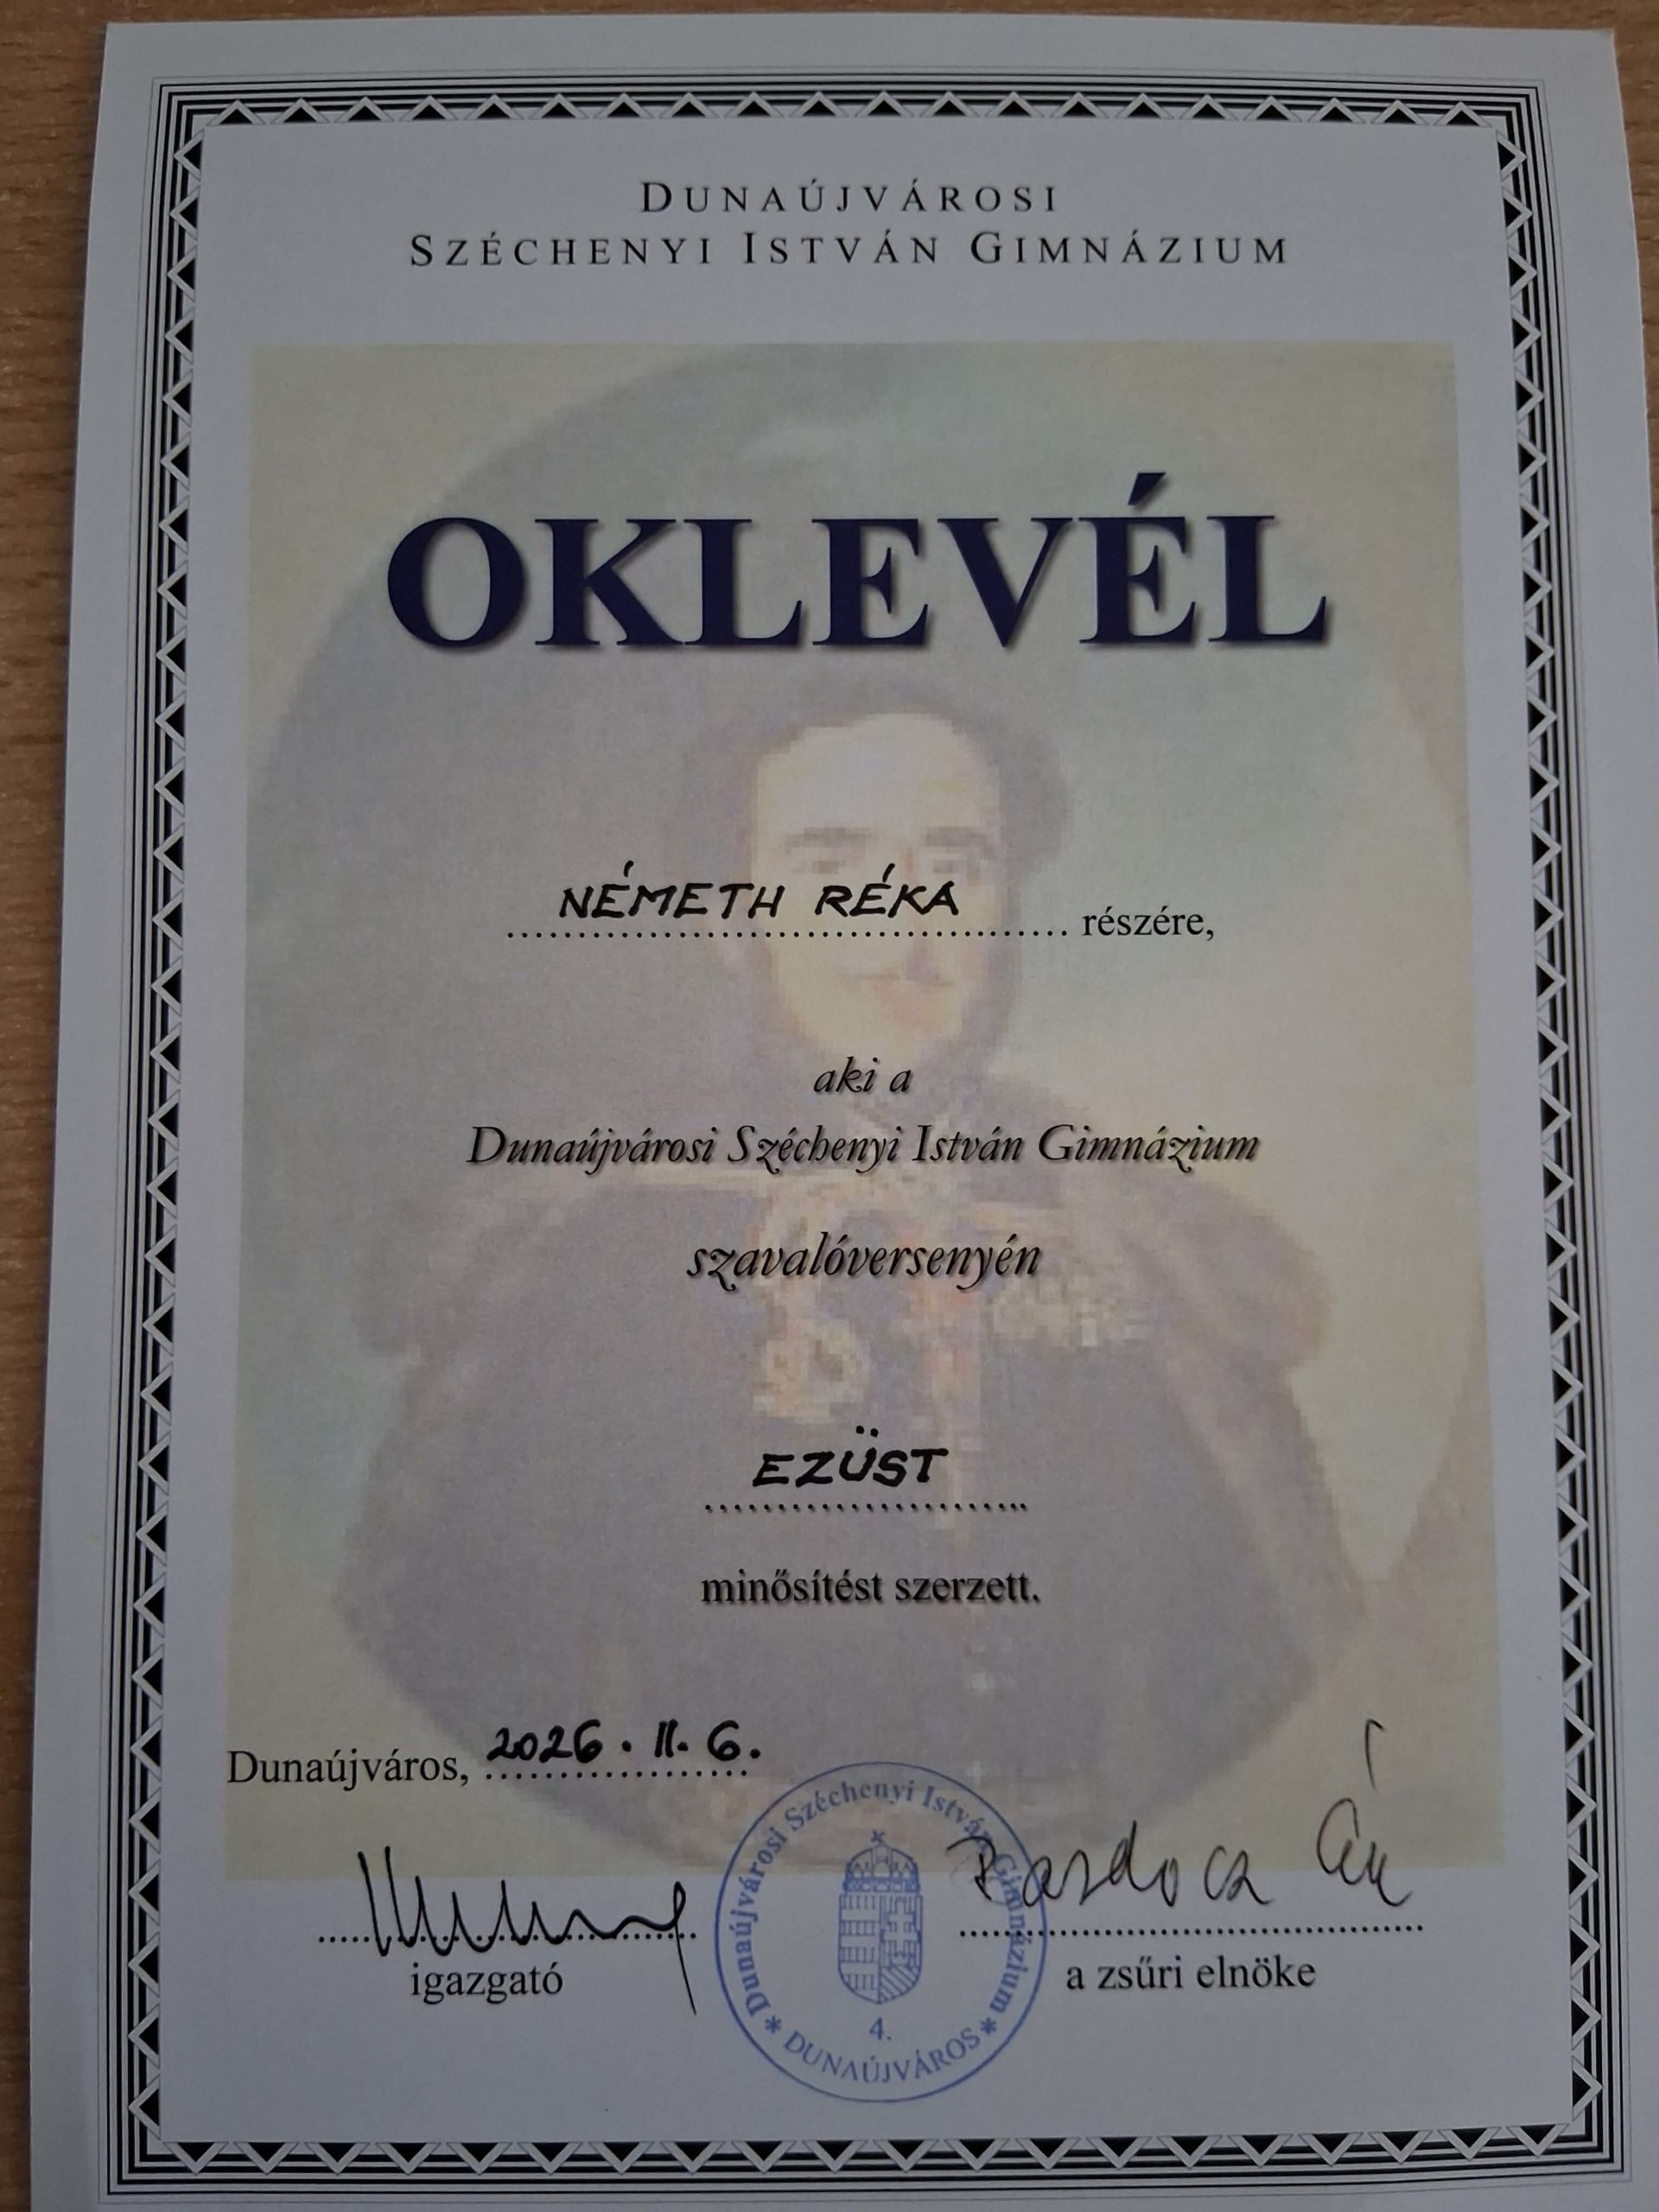 DUNAÚJVÁROSI
SZÉCHENYI ISTVÁN GIMNÁZIUM
OKLEVÉL
NÉMETH RÉKA részére,
aki a
Dunaújvárosi Széchenyi István Gimnázium
szavalóversenyén
EZÜST
minősítést szerzett.
Dunaújváros, 2026. II. 6.
igazgató
a zsűri elnöke
Dunaújvárosi Széchenyi István Gimnázium
4.
* DUNAÚJVÁROS *